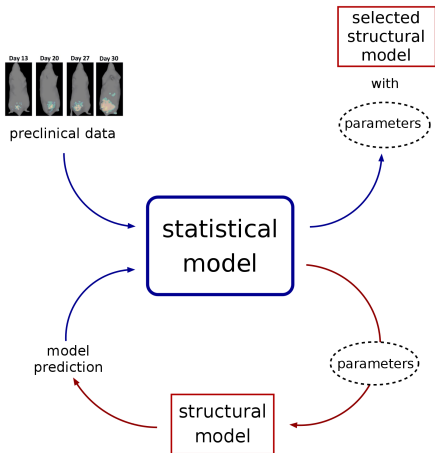 Day 13 Day 20 Day 27 Day 30
preclinical data
selected
structural
model
with
parameters
statistical
model
model
prediction
parameters
structural
model